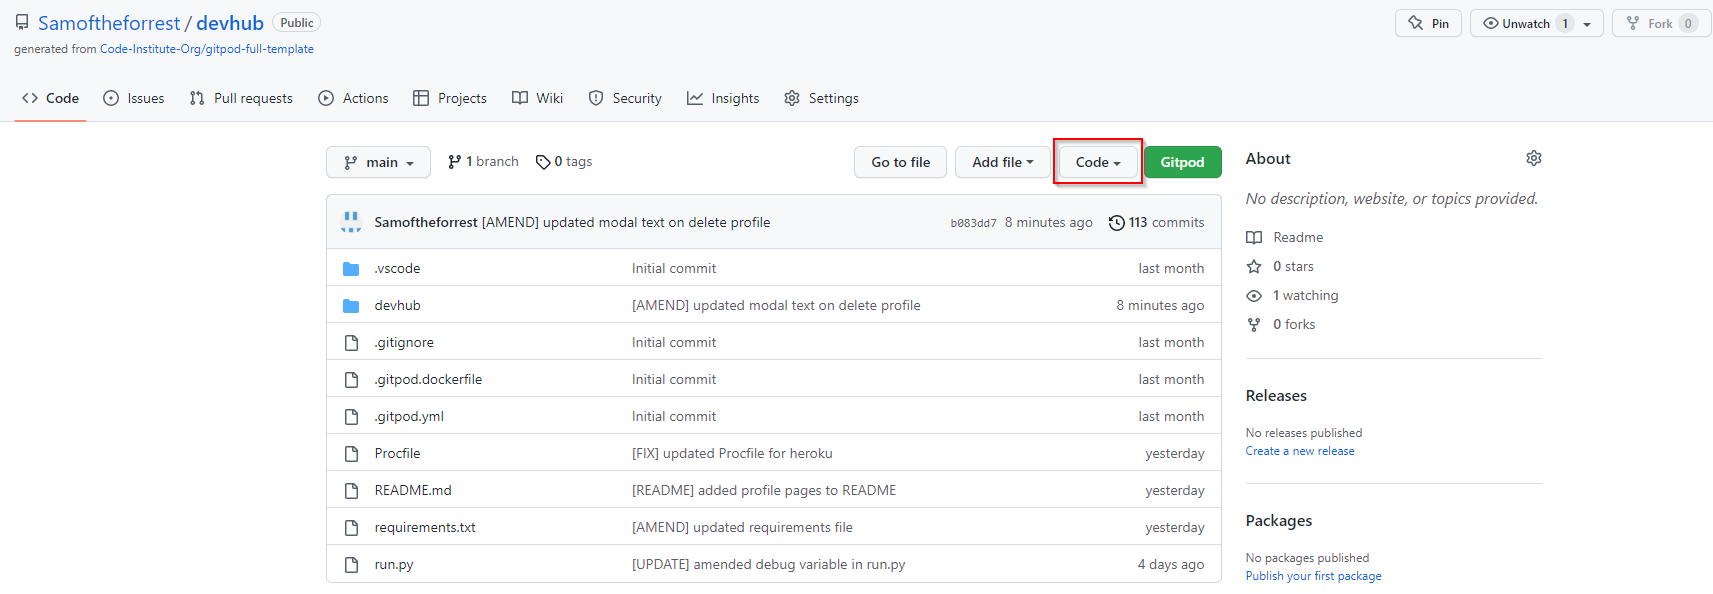 Samoftheforrest / devhub Public
Pin Unwatch 1 Fork 0
generated from Code-Institute-Org/gitpod-full-template
Code Issues Pull requests Actions Projects Wiki Security Insights Settings
main 1 branch 0 tags Go to file Add file Code Gitpod
Samoftheforrest [AMEND] updated modal text on delete profile b083dd7 8 minutes ago 113 commits
.vscode Initial commit last month
devhub [AMEND] updated modal text on delete profile 8 minutes ago
.gitignore Initial commit last month
.gitpod.dockerfile Initial commit last month
.gitpod.yml Initial commit last month
Procfile [FIX] updated Procfile for heroku yesterday
README.md [README] added profile pages to README yesterday
requirements.txt [AMEND] updated requirements file yesterday
run.py [UPDATE] amended debug variable in run.py 4 days ago
About
No description, website, or topics provided.
Readme
0 stars
1 watching
0 forks
Releases
No releases published
Create a new release
Packages
No packages published
Publish your first package